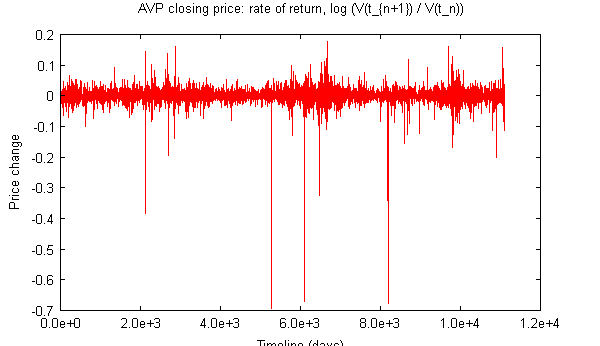 AVP closing price: rate of return, log (V(t_{n+1}) / V(t_n))
0.2
0.1
0
-0.1
-0.2
-0.3
-0.4
-0.5
-0.6
-0.7
Price change
0.0e+0 2.0e+3 4.0e+3 6.0e+3 8.0e+3 1.0e+4 1.2e+4
Timeline (days)